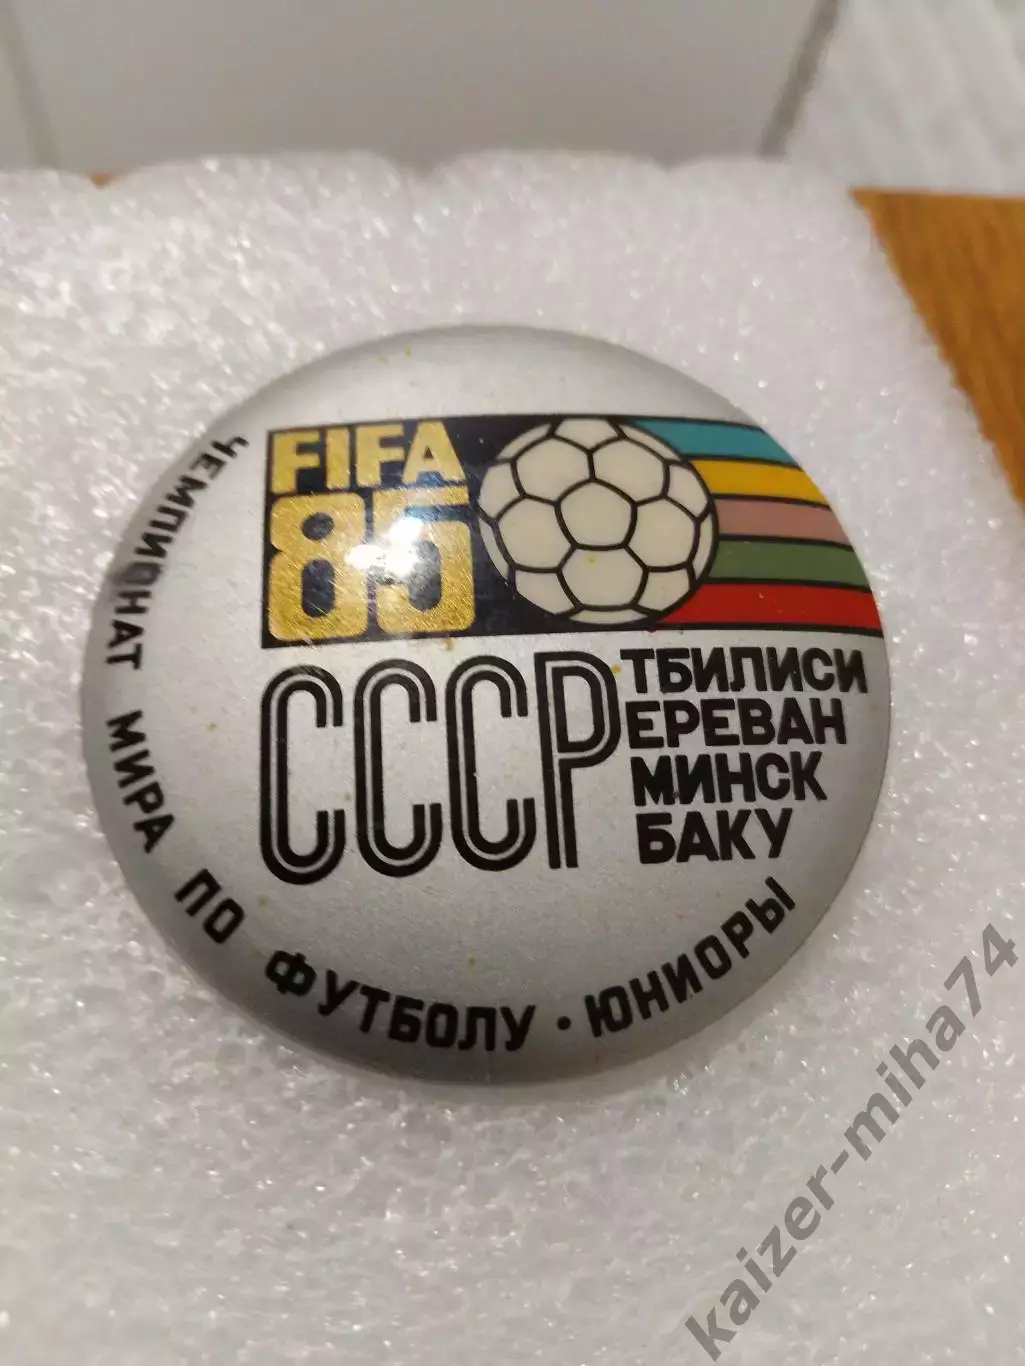 FIFA
85
СССР
ТБИЛИСИ
ЕРЕВАН
МИНСК
БАКУ
ЧЕМПИОНАТ МИРА ПО ФУТБОЛУ · ЮНИОРЫ
kaizer-miha74